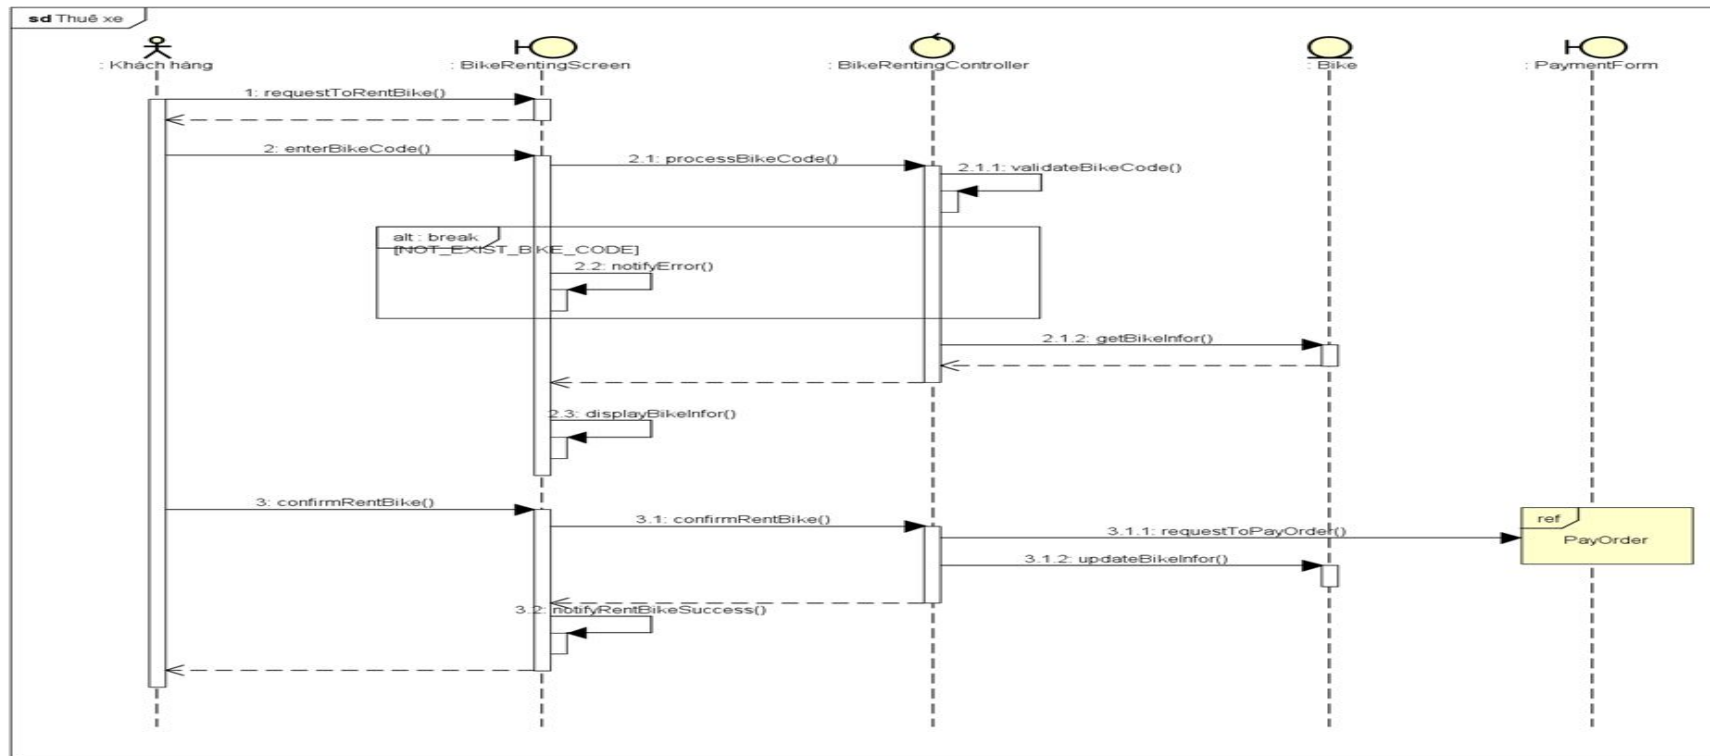 sd Thuê xe
: Khách hàng
: BikeRentingScreen
: BikeRentingController
: Bike
: PaymentForm
1: requestToRentBike()
2: enterBikeCode()
2.1: processBikeCode()
2.1.1: validateBikeCode()
alt : break
[NOT_EXIST_BIKE_CODE]
2.2: notifyError()
2.1.2: getBikeInfor()
2.3: displayBikeInfor()
3: confirmRentBike()
3.1: confirmRentBike()
3.1.1: requestToPayOrder()
ref
PayOrder
3.1.2: updateBikeInfor()
3.2: notifyRentBikeSuccess()